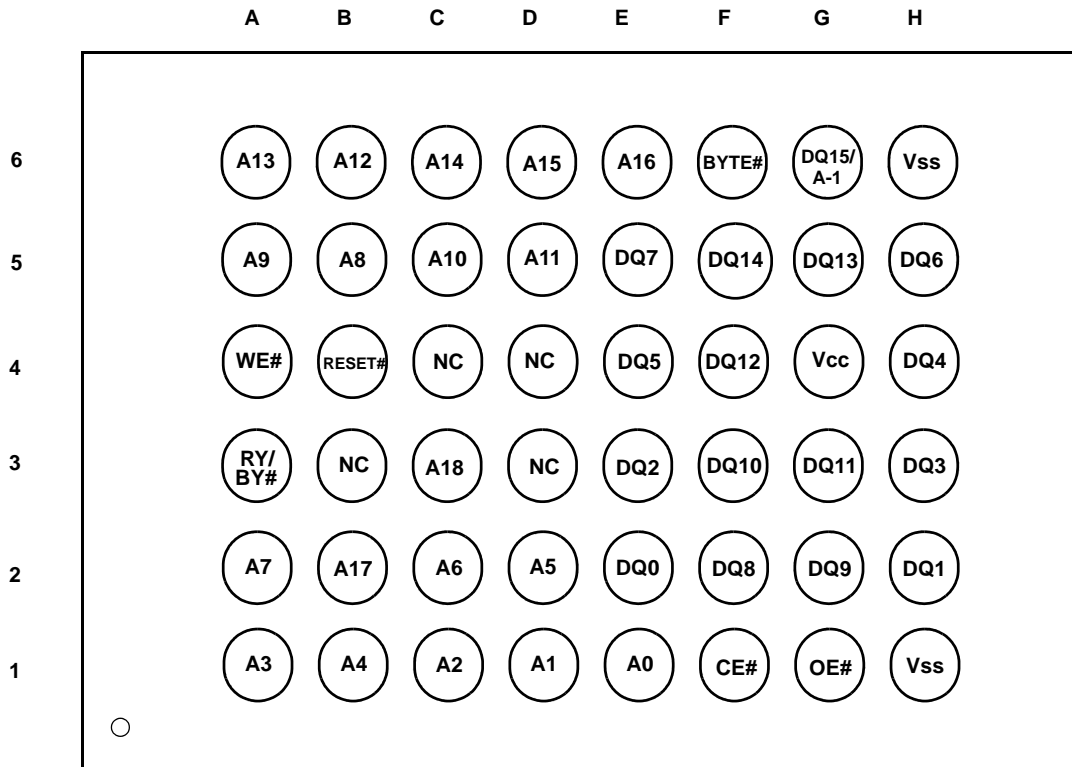 A B C D E F G H
6 A13 A12 A14 A15 A16 BYTE# DQ15/ A-1 Vss
5 A9 A8 A10 A11 DQ7 DQ14 DQ13 DQ6
4 WE# RESET# NC NC DQ5 DQ12 Vcc DQ4
3 RY/ BY# NC A18 NC DQ2 DQ10 DQ11 DQ3
2 A7 A17 A6 A5 DQ0 DQ8 DQ9 DQ1
1 A3 A4 A2 A1 A0 CE# OE# Vss